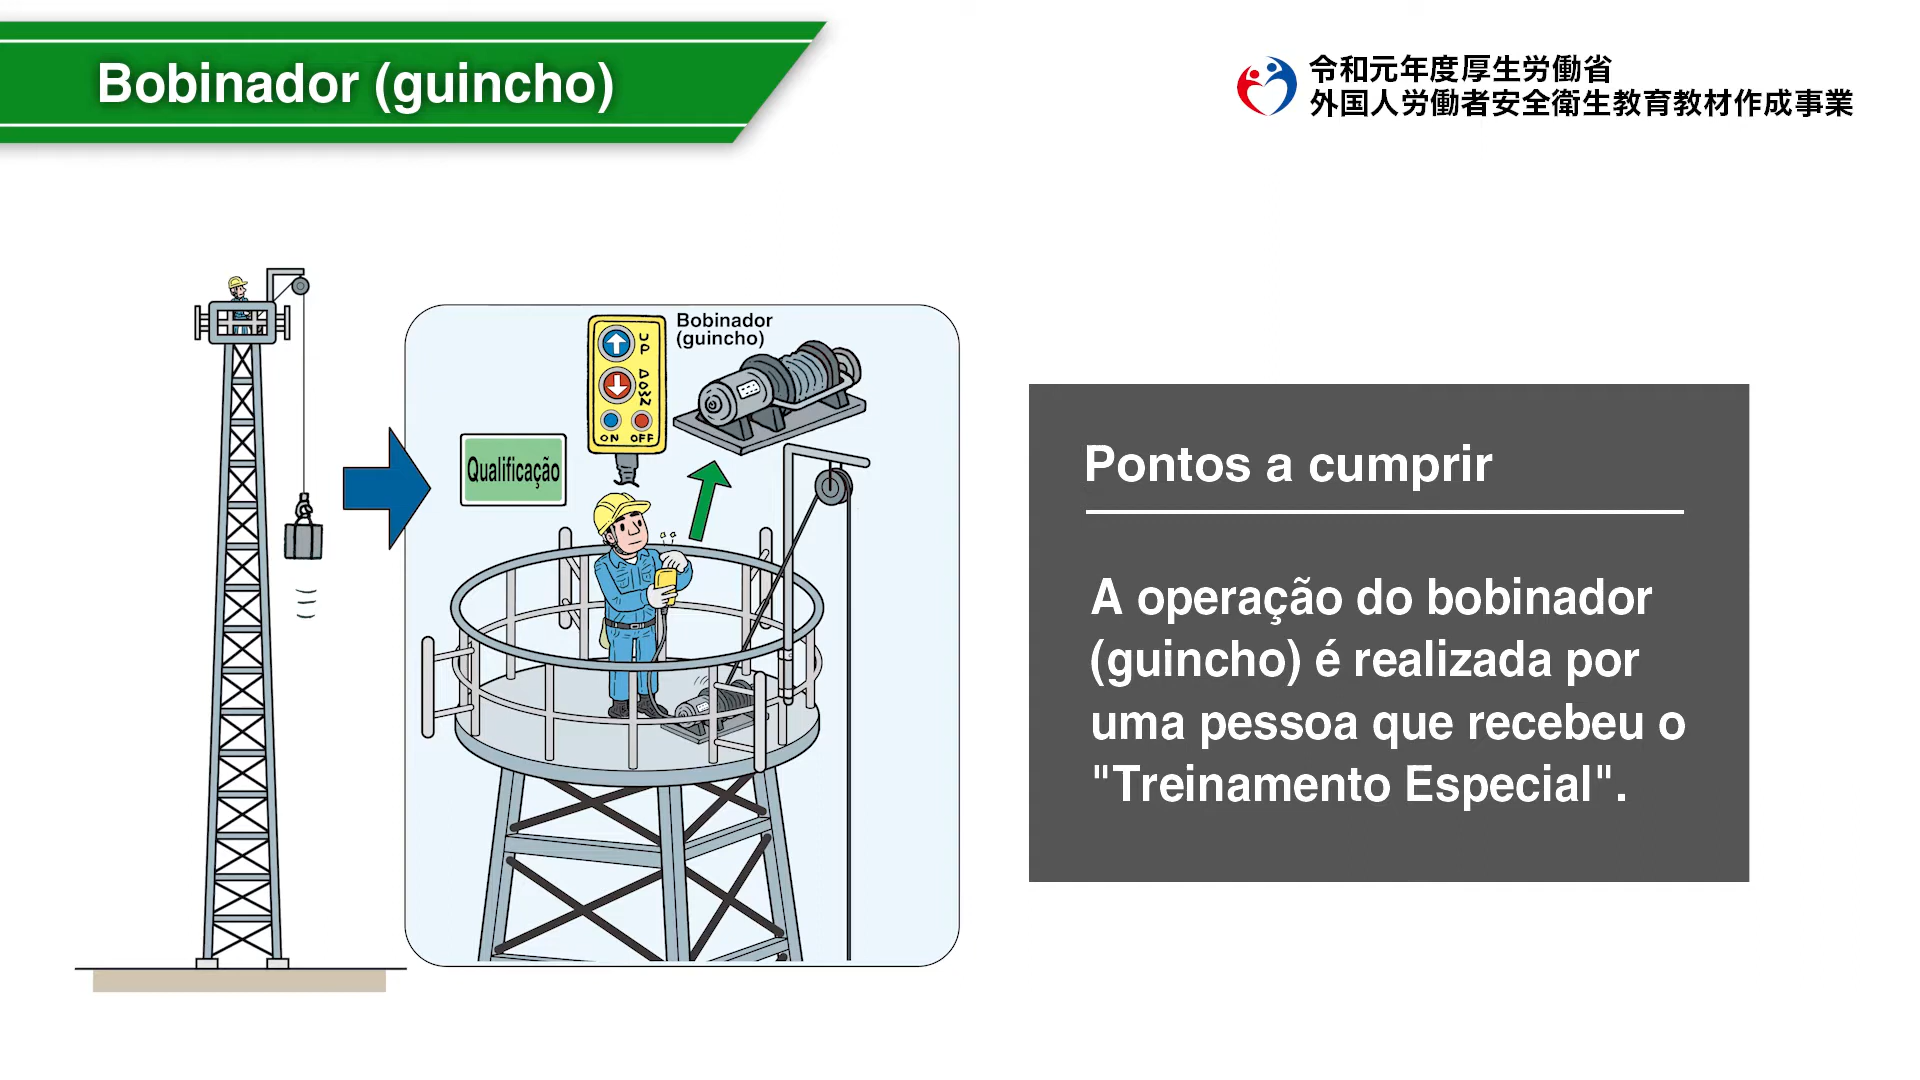 Bobinador (guincho)
令和元年度厚生労働省
外国人労働者安全衛生教育教材作成事業
Bobinador
(guincho)
UP
DOWN
ON OFF
Qualificação
Pontos a cumprir
A operação do bobinador
(guincho) é realizada por
uma pessoa que recebeu o
"Treinamento Especial".